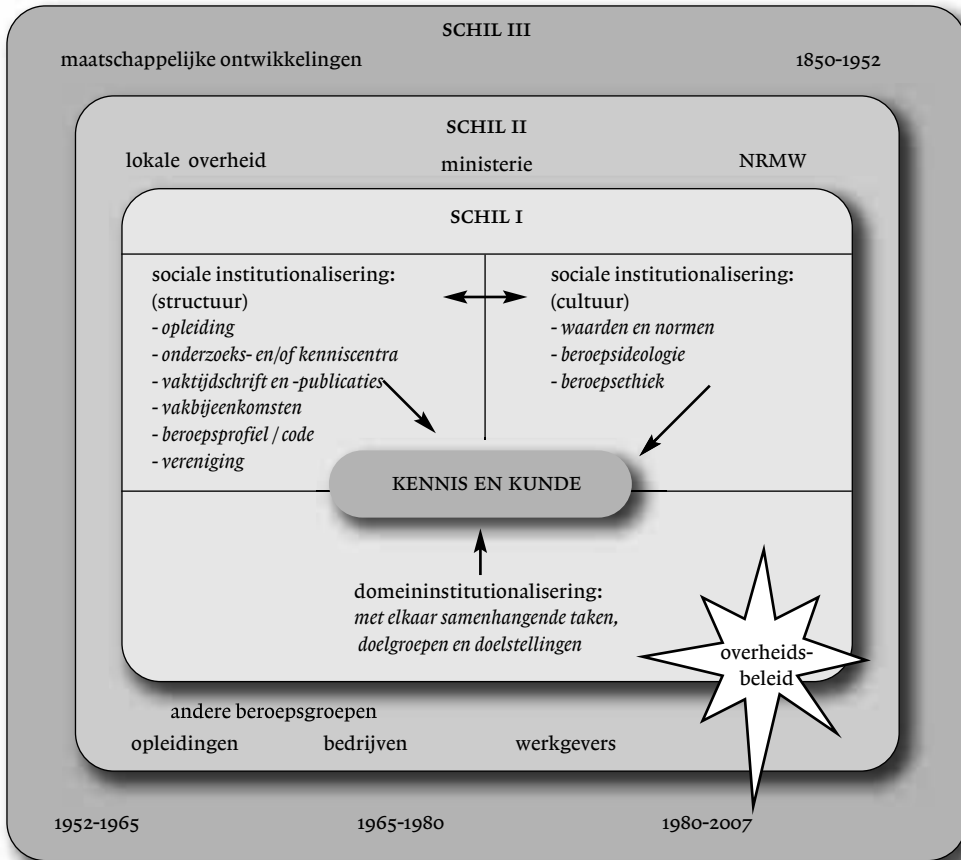 SCHIL III
maatschappelijke ontwikkelingen
1850-1952
SCHIL II
lokale overheid
ministerie
NRMW
SCHIL I
sociale institutionalisering:
(structuur)
- opleiding
- onderzoeks- en/of kenniscentra
- vaktijdschrift en -publicaties
- vakbijeenkomsten
- beroepsprofiel / code
- vereniging
sociale institutionalisering:
(cultuur)
- waarden en normen
- beroepsideologie
- beroepsethiek
KENNIS EN KUNDE
domeininstitutionalisering:
met elkaar samenhangende taken,
doelgroepen en doelstellingen
overheids-
beleid
andere beroepsgroepen
opleidingen
bedrijven
werkgevers
1952-1965
1965-1980
1980-2007